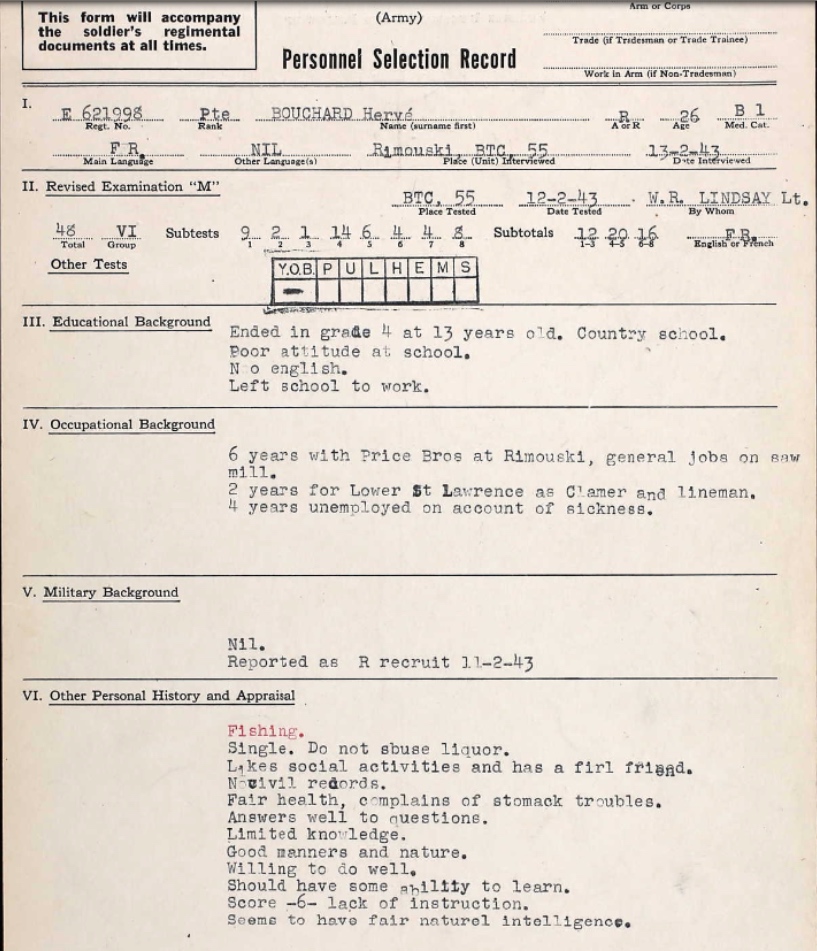 This form will accompany
the soldier's regimental
documents at all times.
(Army)
Personnel Selection Record
Arm or Corps
Trade (if Tradesman or Trade Trainee)
Work in Arm (if Non-Tradesman)
I.
E 621998 Pte BOUCHARD Hervé R 26 B 1
Regt. No. Rank Name (surname first) A or R Age Med. Cat.
FR. NIL Rimouski, BTC, 55 13-2-43
Main Language Other Language(s) Place (Unit) Interviewed Date Interviewed
II. Revised Examination "M"
BTC, 55 12-2-43 W.R. LINDSAY Lt.
Place Tested Date Tested By Whom
48 VI Subtests 9 2 1 14 6 4 4 8 Subtotals 12 20 16 FR.
Total Group 1 2 3 4 5 6 7 8 1-3 4-5 6-8 English or French
Other Tests
Y.O.B. P U L H E M S
III. Educational Background
Ended in grade 4 at 13 years old. Country school.
Poor attitude at school.
No english.
Left school to work.
IV. Occupational Background
6 years with Price Bros at Rimouski, general jobs on saw
mill.
2 years for Lower St Lawrence as Clamer and lineman.
4 years unemployed on account of sickness.
V. Military Background
Nil.
Reported as R recruit 11-2-43
VI. Other Personal History and Appraisal
Fishing.
Single. Do not sbuse liquor.
Likes social activities and has a firl friend.
No civil redords.
Fair health, complains of stomack troubles.
Answers well to questions.
Limited knowledge.
Good manners and nature.
Willing to do well.
Should have some ability to learn.
Score -6- lack of instruction.
Seems to have fair naturel intelligence.